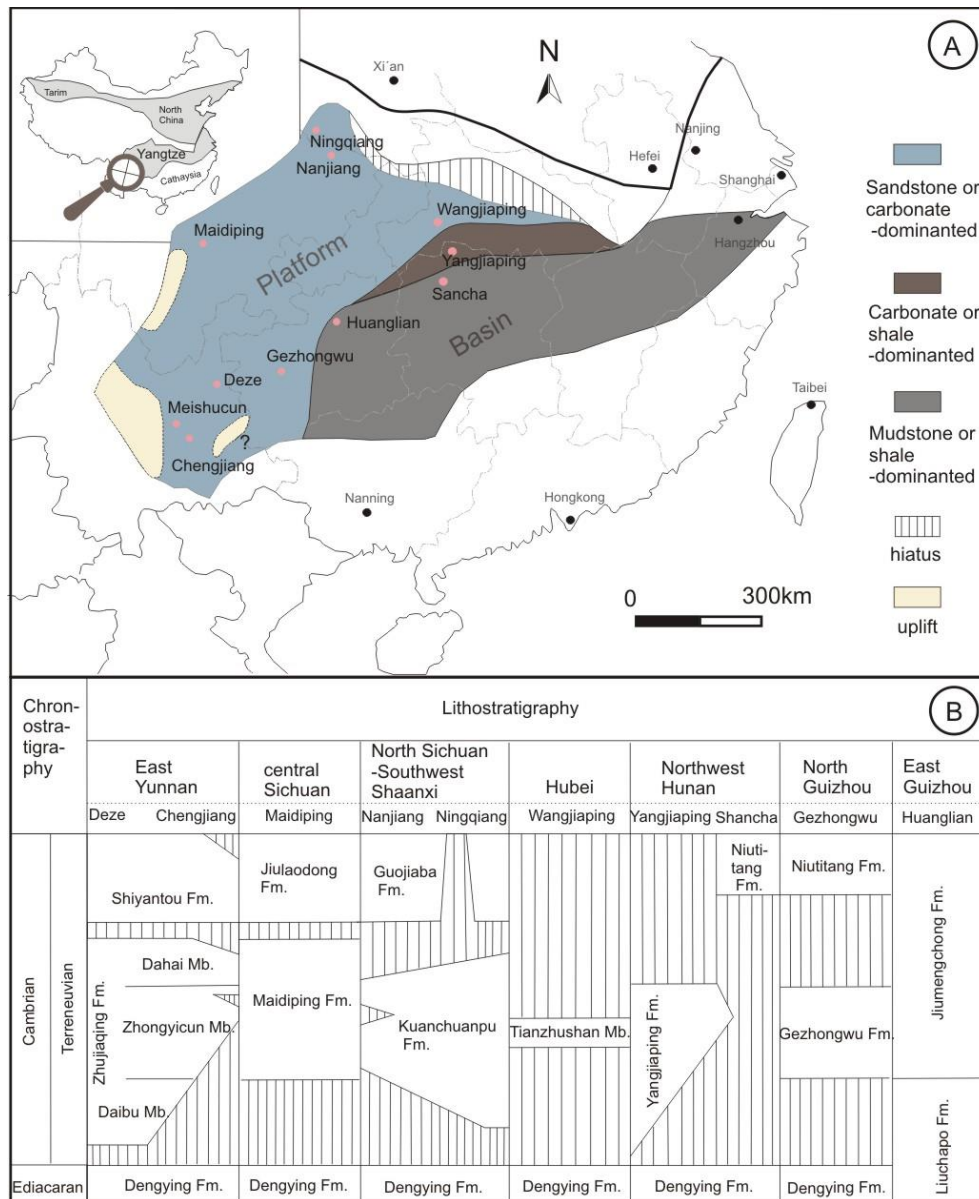 A
N
Xi´an
Tarim
North
China
Yangtze
Cathaysia
Nanjing
Hefei
Shanghai
Hangzhou
Ningqiang
Nanjiang
Wangjiaping
Maidiping
Platform
Yangjiaping
Sancha
Basin
Huanglian
Gezhongwu
Deze
Meishucun
?
Chengjiang
Taibei
Nanning
Hongkong
0 300km
Sandstone or
carbonate
-dominanted
Carbonate or
shale
-dominanted
Mudstone or
shale
-dominanted
hiatus
uplift
B
Chron-
ostra-
tigra-
phy
Lithostratigraphy
East
Yunnan
Deze Chengjiang
central
Sichuan
Maidiping
North Sichuan
-Southwest
Shaanxi
Nanjiang Ningqiang
Hubei
Wangjiaping
Northwest
Hunan
Yangjiaping Shancha
North
Guizhou
Gezhongwu
East
Guizhou
Huanglian
Cambrian
Terreneuvian
Shiyantou Fm.
Zhujiaqing Fm.
Dahai Mb.
Zhongyicun Mb.
Daibu Mb.
Jiulaodong
Fm.
Maidiping Fm.
Guojiaba
Fm.
Kuanchuanpu
Fm.
Tianzhushan Mb.
Yangjiaping Fm.
Niuti-
tang
Fm.
Niutitang Fm.
Gezhongwu Fm.
Jiumengchong Fm.
Liuchapo Fm.
Ediacaran
Dengying Fm.
Dengying Fm.
Dengying Fm.
Dengying Fm.
Dengying Fm.
Dengying Fm.